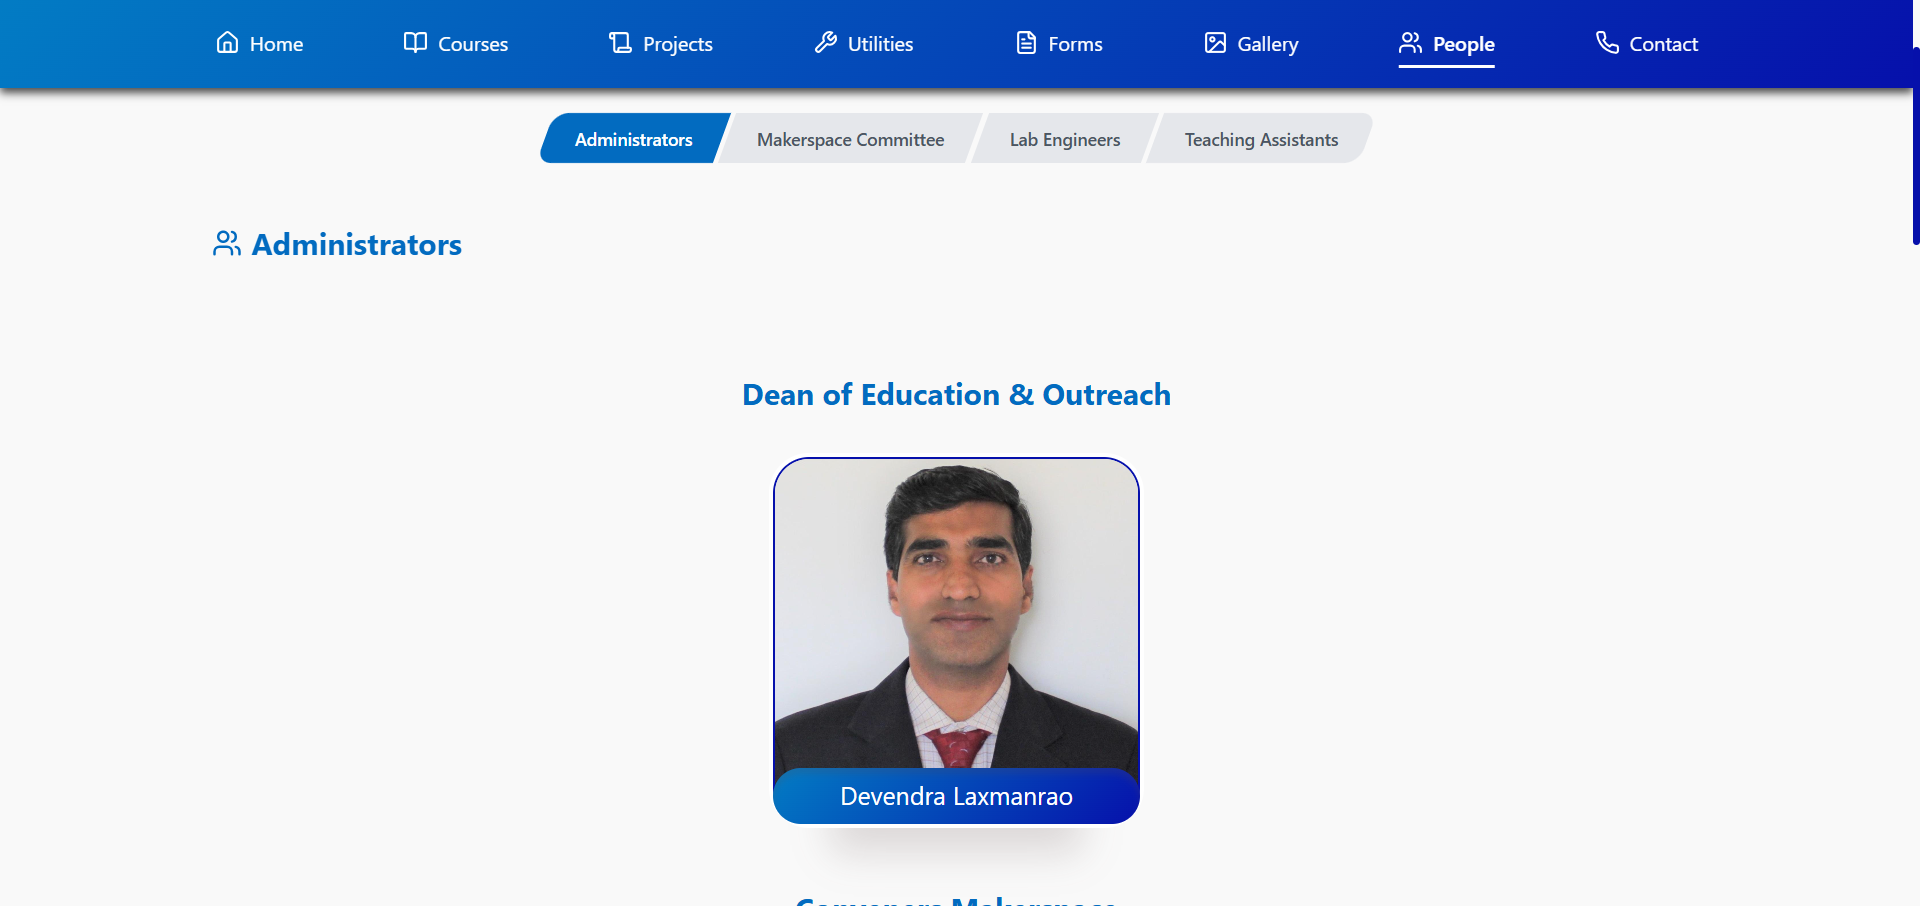 Home Courses Projects Utilities Forms Gallery People Contact
Administrators Makerspace Committee Lab Engineers Teaching Assistants
Administrators
Dean of Education & Outreach
Devendra Laxmanrao